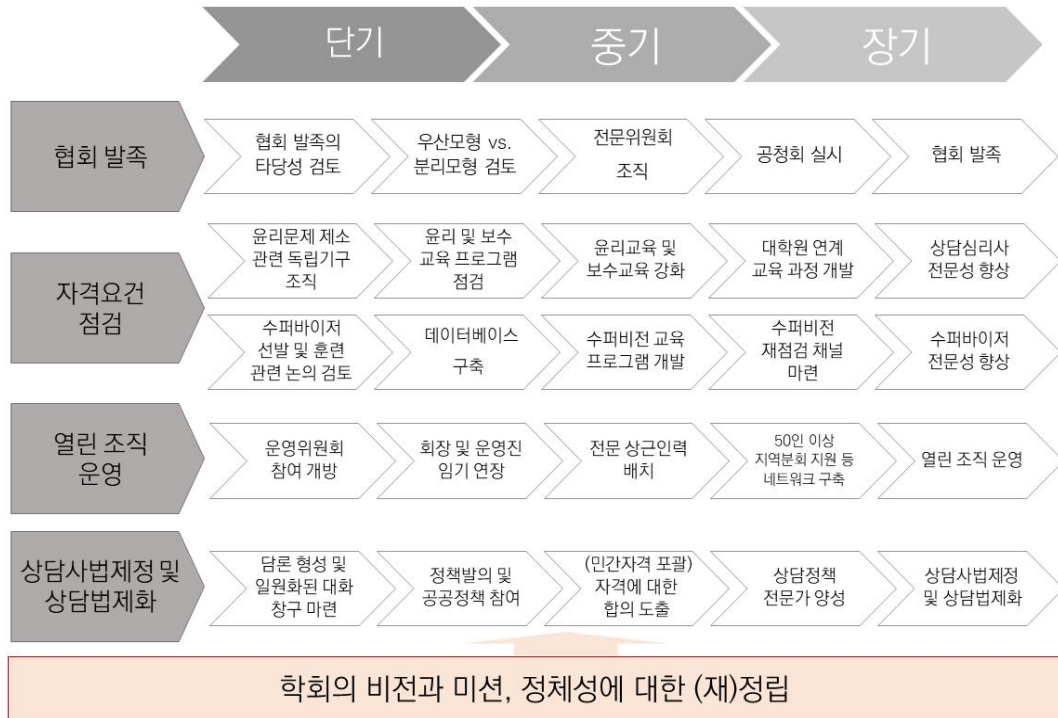 단기
중기
장기
협회 발족
협회 발족의
타당성 검토
우산모형 vs.
분리모형 검토
전문위원회
조직
공청회 실시
협회 발족
자격요건
점검
윤리문제 제소
관련 독립기구
조직
윤리 및 보수
교육 프로그램
점검
윤리교육 및
보수교육 강화
대학원 연계
교육 과정 개발
상담심리사
전문성 향상
수퍼바이저
선발 및 훈련
관련 논의 검토
데이터베이스
구축
수퍼비전 교육
프로그램 개발
수퍼비전
재점검 채널
마련
수퍼바이저
전문성 향상
열린 조직
운영
운영위원회
참여 개방
회장 및 운영진
임기 연장
전문 상근인력
배치
50인 이상
지역분회 지원 등
네트워크 구축
열린 조직 운영
상담사법제정 및
상담법제화
담론 형성 및
일원화된 대화
창구 마련
정책발의 및
공공정책 참여
(민간자격 포괄)
자격에 대한
합의 도출
상담정책
전문가 양성
상담사법제정
및 상담법제화
학회의 비전과 미션, 정체성에 대한 (재)정립